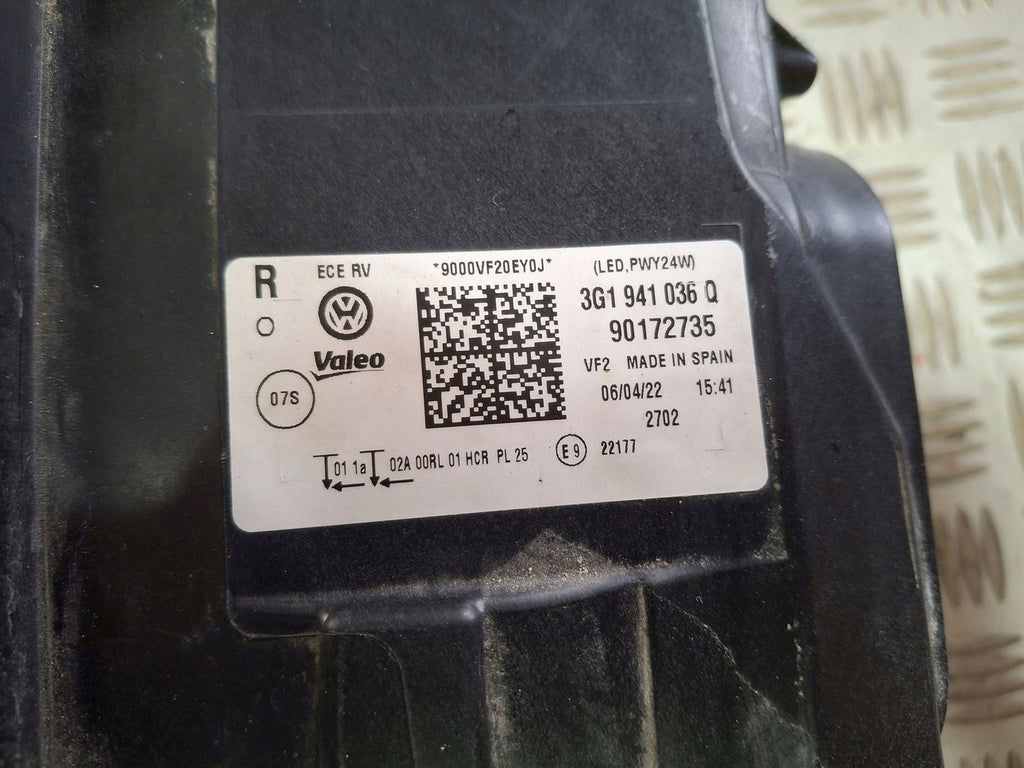 R ECE RV *9000VF20EY0J* (LED,PWY24W)
3G1 941 036 Q
Valeo
90172735
VF2 MADE IN SPAIN
07S
06/04/22 15:41
2702
01 1a 02A 00RL 01 HCR PL 25 E9 22177